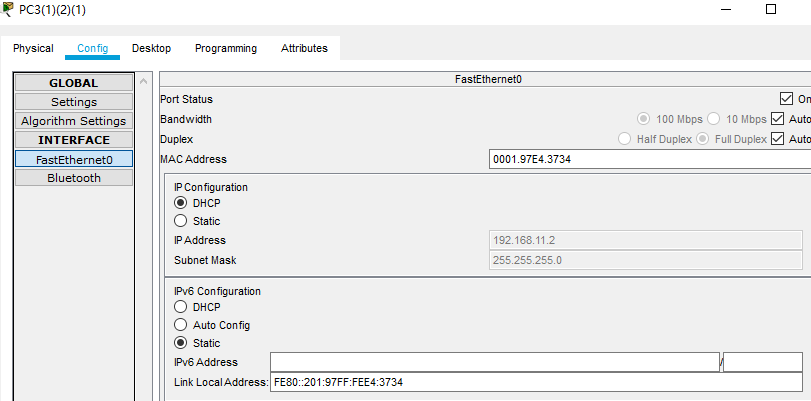 PC3(1)(2)(1)
Physical Config Desktop Programming Attributes
GLOBAL
Settings
Algorithm Settings
INTERFACE
FastEthernet0
Bluetooth
FastEthernet0
Port Status On
Bandwidth 100 Mbps 10 Mbps Auto
Duplex Half Duplex Full Duplex Auto
MAC Address 0001.97E4.3734
IP Configuration
DHCP
Static
IP Address 192.168.11.2
Subnet Mask 255.255.255.0
IPv6 Configuration
DHCP
Auto Config
Static
IPv6 Address /
Link Local Address: FE80::201:97FF:FEE4:3734